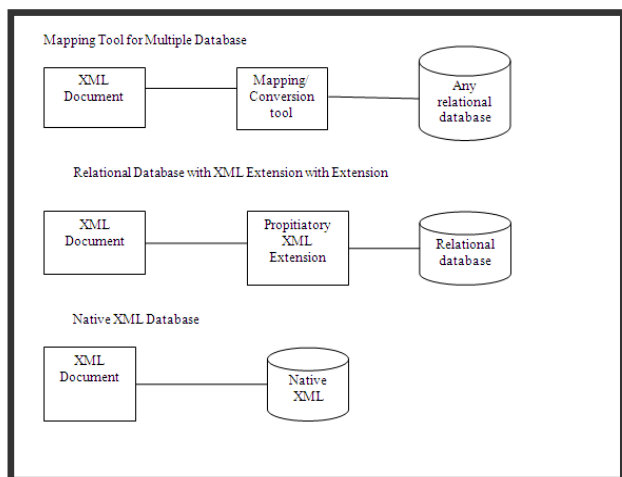 Mapping Tool for Multiple Database
XML
Document
Mapping/
Conversion
tool
Any
relational
database
Relational Database with XML Extension with Extension
XML
Document
Propitiatory
XML
Extension
Relational
database
Native XML Database
XML
Document
Native
XML